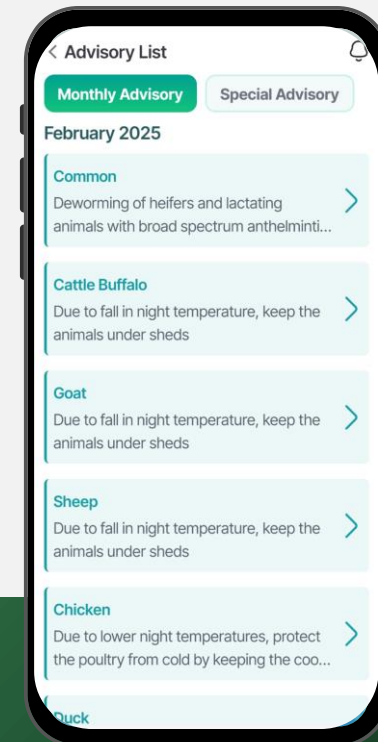 Advisory List
Monthly Advisory
Special Advisory
February 2025
Common
Deworming of heifers and lactating
animals with broad spectrum anthelminti...
Cattle Buffalo
Due to fall in night temperature, keep the
animals under sheds
Goat
Due to fall in night temperature, keep the
animals under sheds
Sheep
Due to fall in night temperature, keep the
animals under sheds
Chicken
Due to lower night temperatures, protect
the poultry from cold by keeping the coo...
Duck